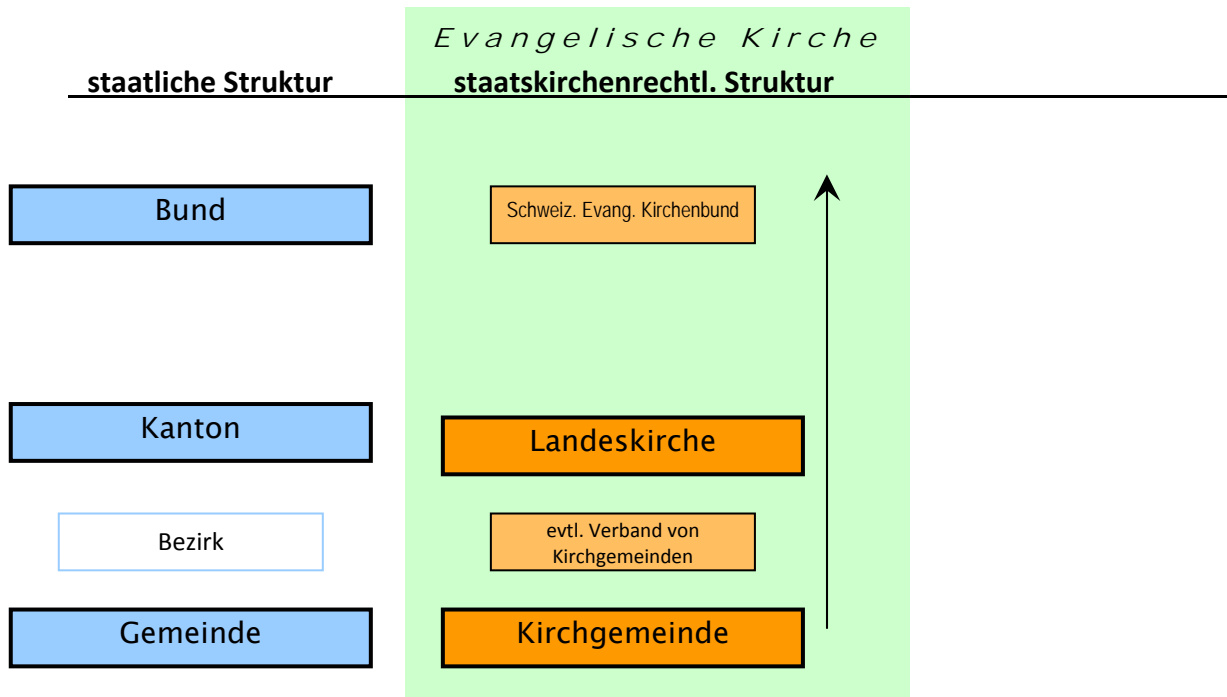 Evangelische Kirche
staatliche Struktur
staatskirchenrechtl. Struktur
Bund
Schweiz. Evang. Kirchenbund
Kanton
Landeskirche
Bezirk
evtl. Verband von
Kirchgemeinden
Gemeinde
Kirchgemeinde